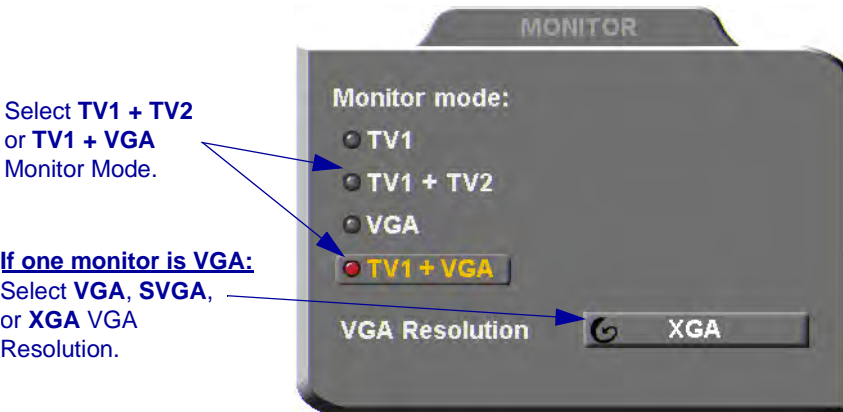 MONITOR
Monitor mode:
TV1
TV1 + TV2
VGA
TV1 + VGA
VGA Resolution
XGA
Select TV1 + TV2
or TV1 + VGA
Monitor Mode.
If one monitor is VGA:
Select VGA, SVGA,
or XGA VGA
Resolution.